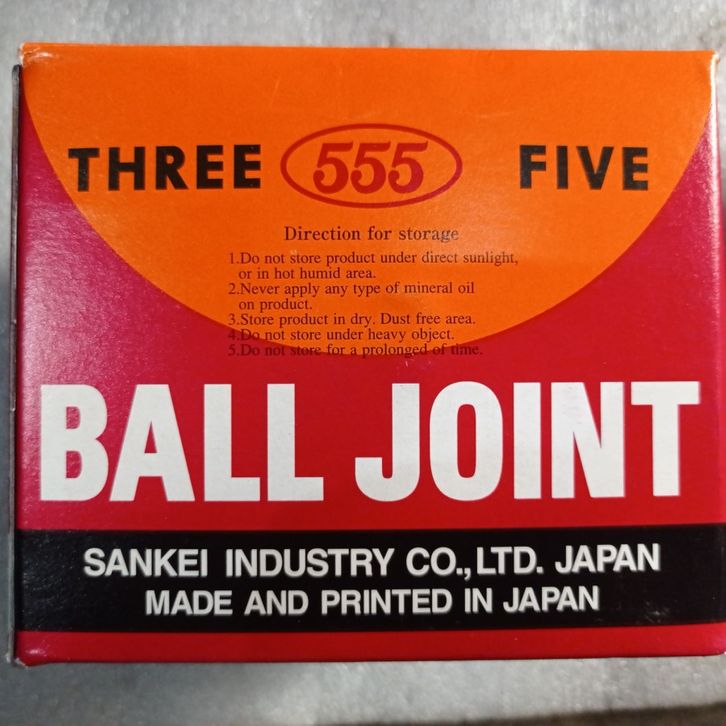 THREE 555 FIVE
Direction for storage
1.Do not store product under direct sunlight,
or in hot humid area.
2.Never apply any type of mineral oil
on product.
3.Store product in dry. Dust free area.
4.Do not store under heavy object.
5.Do not store for a prolonged of time.
BALL JOINT
SANKEI INDUSTRY CO.,LTD. JAPAN
MADE AND PRINTED IN JAPAN